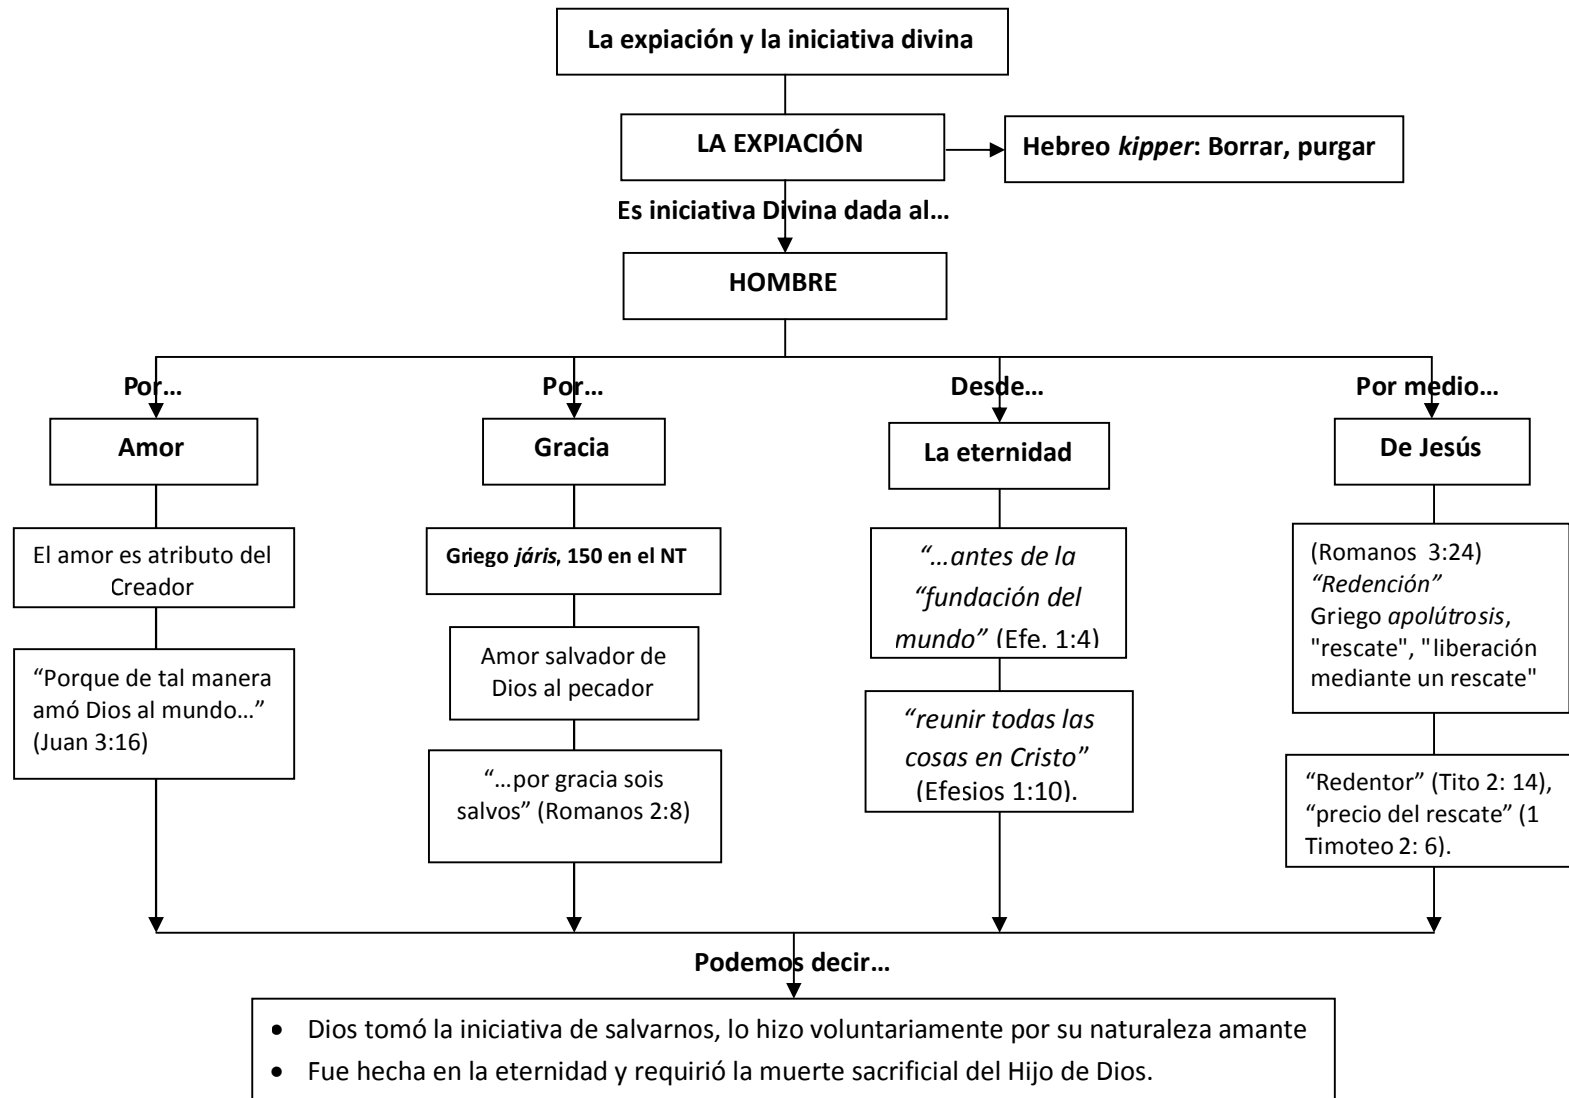 La expiación y la iniciativa divina
LA EXPIACIÓN
Hebreo kipper: Borrar, purgar
Es iniciativa Divina dada al...
HOMBRE
Por...
Por...
Desde...
Por medio...
Amor
Gracia
La eternidad
De Jesús
El amor es atributo del
Creador
“Porque de tal manera
amó Dios al mundo...”
(Juan 3:16)
Griego járis, 150 en el NT
Amor salvador de
Dios al pecador
“...por gracia sois
salvos” (Romanos 2:8)
“...antes de la
“fundación del
mundo” (Efe. 1:4)
“reunir todas las
cosas en Cristo”
(Efesios 1:10).
(Romanos 3:24)
“Redención”
Griego apolútrosis,
"rescate", "liberación
mediante un rescate"
“Redentor” (Tito 2: 14),
“precio del rescate” (1
Timoteo 2: 6).
Podemos decir...
• Dios tomó la iniciativa de salvarnos, lo hizo voluntariamente por su naturaleza amante
• Fue hecha en la eternidad y requirió la muerte sacrificial del Hijo de Dios.